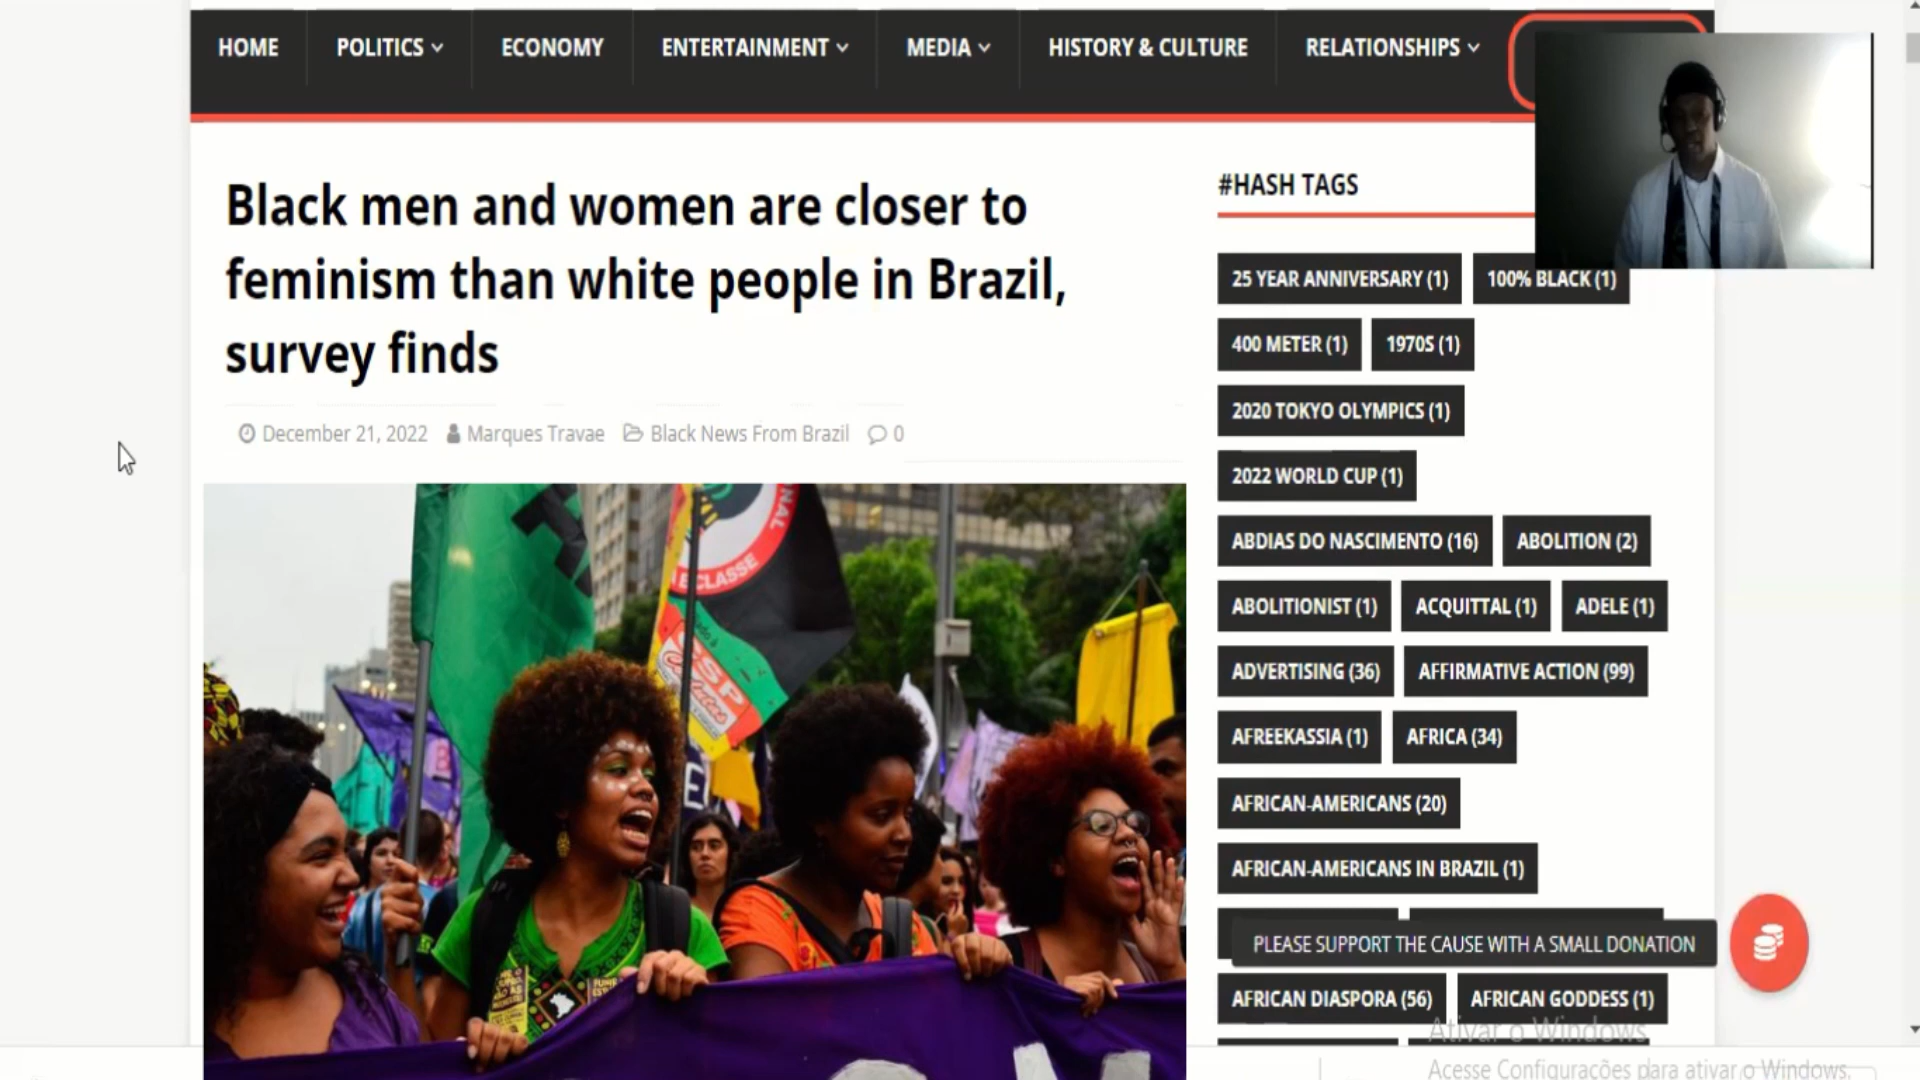 HOME POLITICS ECONOMY ENTERTAINMENT MEDIA HISTORY & CULTURE RELATIONSHIPS
Black men and women are closer to
feminism than white people in Brazil,
survey finds
December 21, 2022 Marques Travae Black News From Brazil 0
NAL
E CLASSE
CSP
Conlutas
#HASH TAGS
25 YEAR ANNIVERSARY (1) 100% BLACK (1)
400 METER (1) 1970S (1)
2020 TOKYO OLYMPICS (1)
2022 WORLD CUP (1)
ABDIAS DO NASCIMENTO (16) ABOLITION (2)
ABOLITIONIST (1) ACQUITTAL (1) ADELE (1)
ADVERTISING (36) AFFIRMATIVE ACTION (99)
AFREEKASSIA (1) AFRICA (34)
AFRICAN-AMERICANS (20)
AFRICAN-AMERICANS IN BRAZIL (1)
PLEASE SUPPORT THE CAUSE WITH A SMALL DONATION
AFRICAN DIASPORA (56) AFRICAN GODDESS (1)
Ativar o Windows
Acesse Configurações para ativar o Windows.